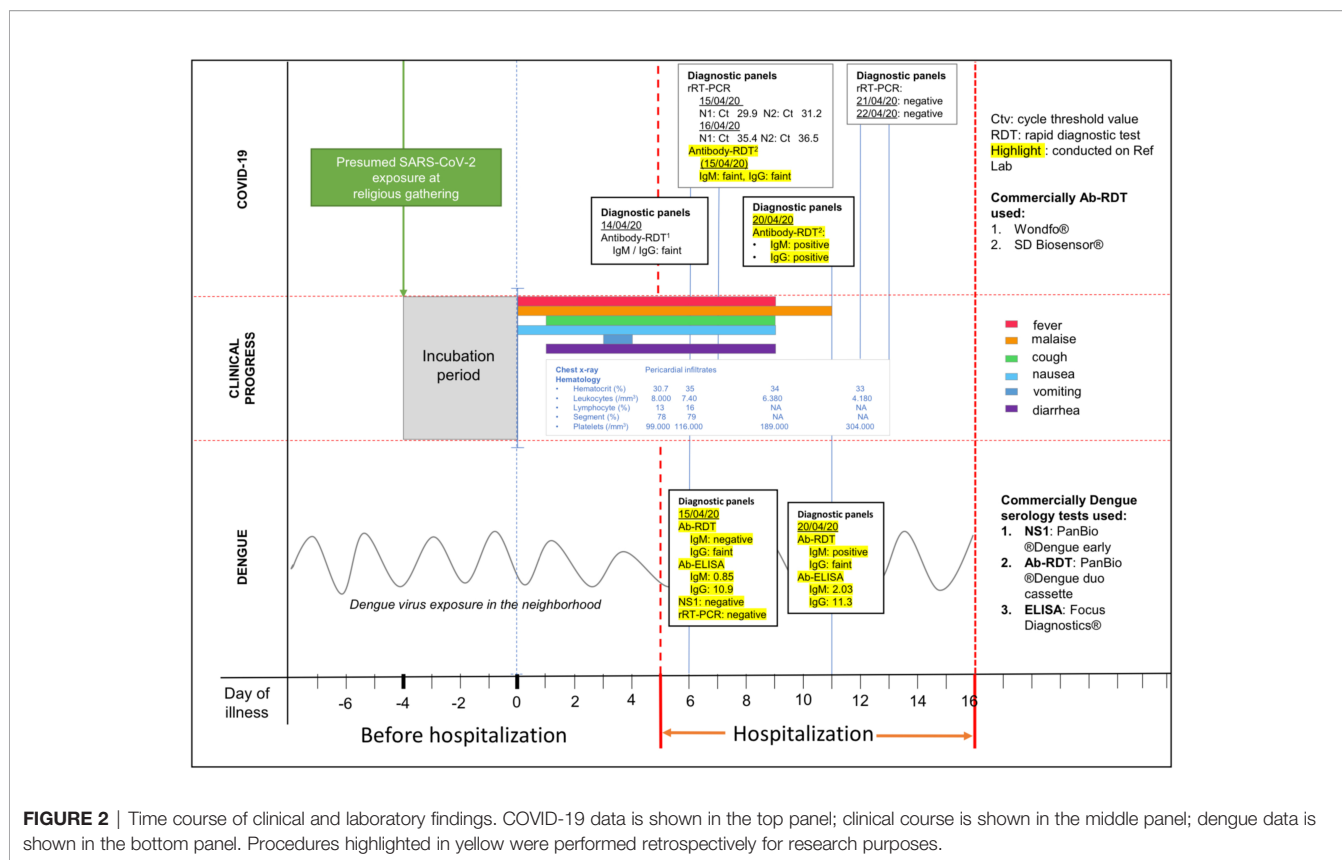 COVID-19
Presumed SARS-CoV-2
exposure at
religious gathering
Diagnostic panels
14/04/20
Antibody-RDT¹
IgM / IgG: faint
Diagnostic panels
rRT-PCR
15/04/20
N1: Ct 29.9 N2: Ct 31.2
16/04/20
N1: Ct 35.4 N2: Ct 36.5
Antibody-RDT²
(15/04/20)
IgM: faint, IgG: faint
Diagnostic panels
20/04/20
Antibody-RDT²:
• IgM: positive
• IgG: positive
Diagnostic panels
rRT-PCR:
21/04/20: negative
22/04/20: negative
Ctv: cycle threshold value
RDT: rapid diagnostic test
Highlight : conducted on Ref
Lab
Commercially Ab-RDT
used:
1. Wondfo®
2. SD Biosensor®
CLINICAL
PROGRESS
Incubation
period
Chest x-ray Pericardial infiltrates
Hematology
• Hematocrit (%) 30.7 35 34 33
• Leukocytes (/mm³) 8.000 7.40 6.380 4.180
• Lymphocyte (%) 13 16 NA NA
• Segment (%) 78 79 NA NA
• Platelets (/mm³) 99.000 116.000 189.000 304.000
fever
malaise
cough
nausea
vomiting
diarrhea
DENGUE
Dengue virus exposure in the neighborhood
Diagnostic panels
15/04/20
Ab-RDT
IgM: negative
IgG: faint
Ab-ELISA
IgM: 0.85
IgG: 10.9
NS1: negative
rRT-PCR: negative
Diagnostic panels
20/04/20
Ab-RDT
IgM: positive
IgG: faint
Ab-ELISA
IgM: 2.03
IgG: 11.3
Commercially Dengue
serology tests used:
1. NS1: PanBio
®Dengue early
2. Ab-RDT: PanBio
®Dengue duo
cassette
3. ELISA: Focus
Diagnostics®
Day of
illness
-6 -4 -2 0 2 4 6 8 10 12 14 16
Before hospitalization
Hospitalization
FIGURE 2 | Time course of clinical and laboratory findings. COVID-19 data is shown in the top panel; clinical course is shown in the middle panel; dengue data is
shown in the bottom panel. Procedures highlighted in yellow were performed retrospectively for research purposes.